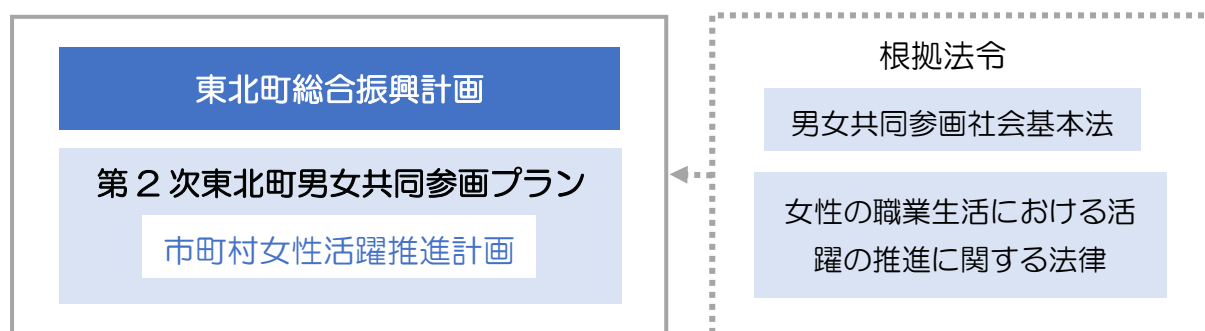 東北町総合振興計画
第2次東北町男女共同参画プラン
市町村女性活躍推進計画
根拠法令
男女共同参画社会基本法
女性の職業生活における活
躍の推進に関する法律